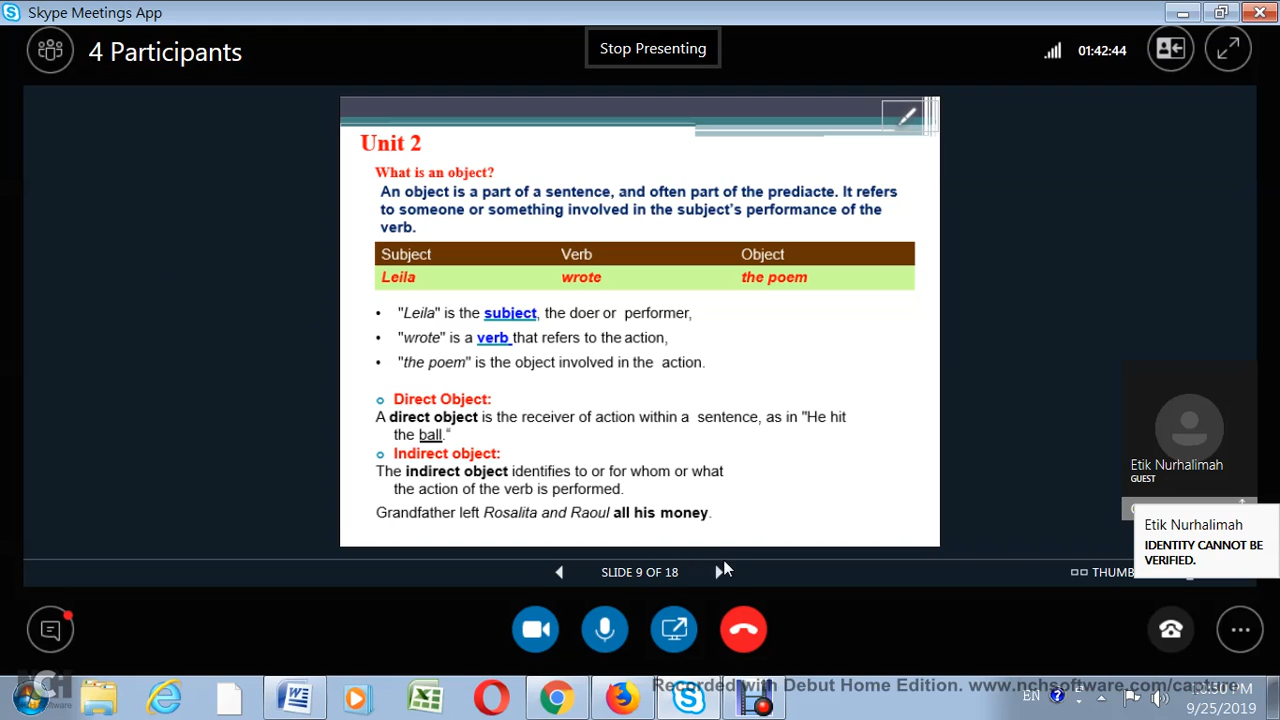 Skype Meetings App
4 Participants
Stop Presenting
01:42:44
Unit 2
What is an object?
An object is a part of a sentence, and often part of the prediacte. It refers
to someone or something involved in the subject's performance of the
verb.
Subject Verb Object
Leila wrote the poem
• "Leila" is the subject, the doer or performer,
• "wrote" is a verb that refers to the action,
• "the poem" is the object involved in the action.
Direct Object:
A direct object is the receiver of action within a sentence, as in "He hit
the ball."
Indirect object:
The indirect object identifies to or for whom or what
the action of the verb is performed.
Grandfather left Rosalita and Raoul all his money.
Etik Nurhalimah
GUEST
Etik Nurhalimah
IDENTITY CANNOT BE
VERIFIED.
SLIDE 9 OF 18
THUMB
NCH
Software
Recorded with Debut Home Edition. www.nchsoftware.com/capture
EN
9/25/2019